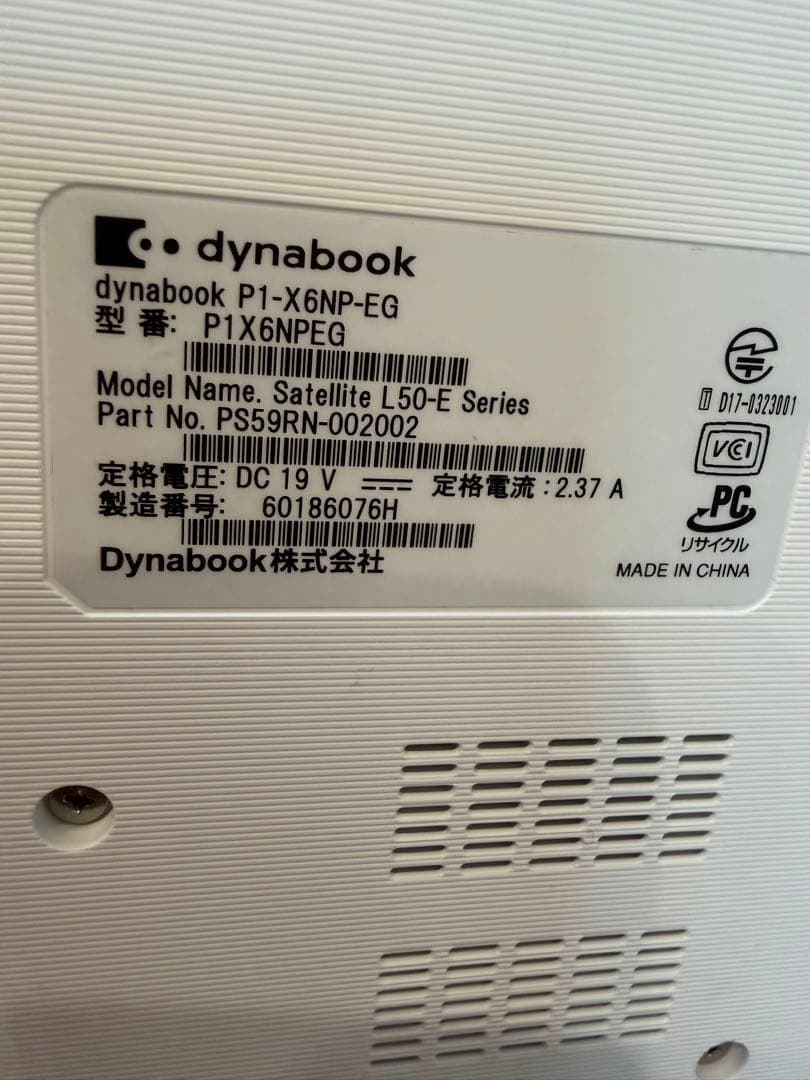 dynabook
dynabook P1-X6NP-EG
型 番: P1X6NPEG
Model Name. Satellite L50-E Series
Part No. PS59RN-002002
定格電圧: DC 19 V 定格電流 : 2.37 A
製造番号: 60186076H
Dynabook株式会社
T D17-0323001
VCCI
PC
リサイクル
MADE IN CHINA